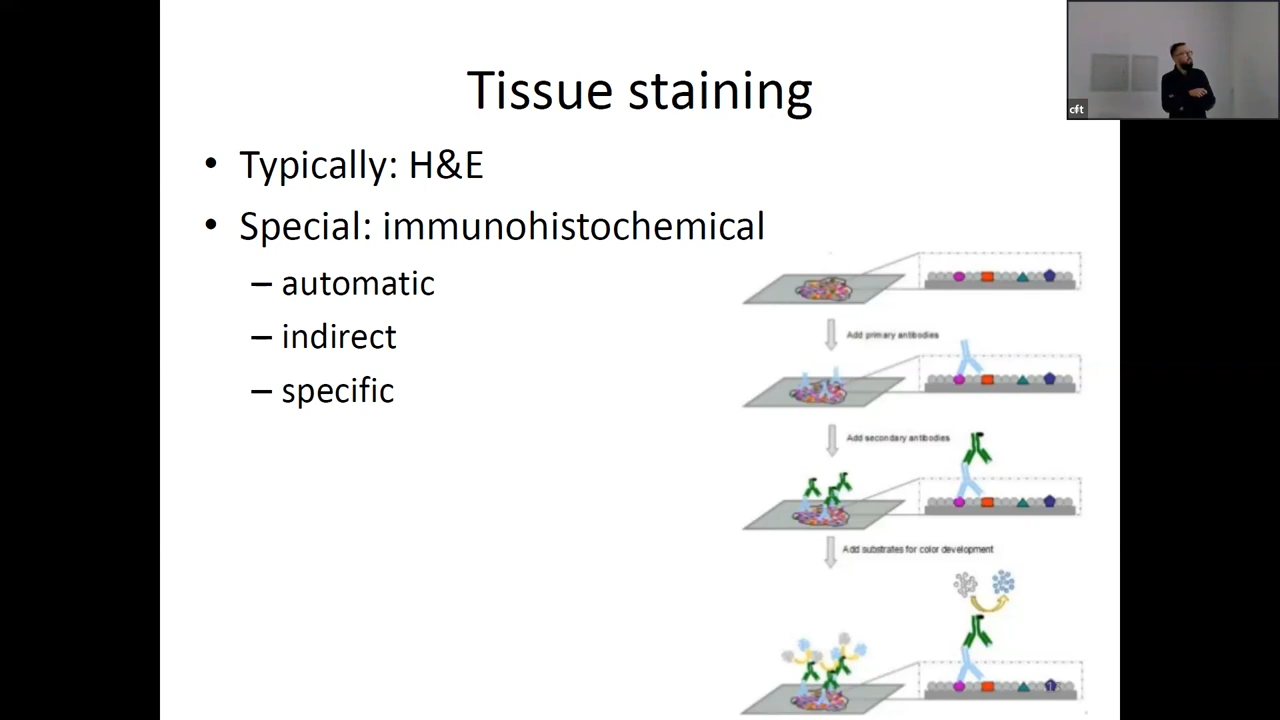 Tissue staining
• Typically: H&E
• Special: immunohistochemical
– automatic
– indirect
– specific
Add primary antibodies
Add secondary antibodies
Add substrates for color development
cft